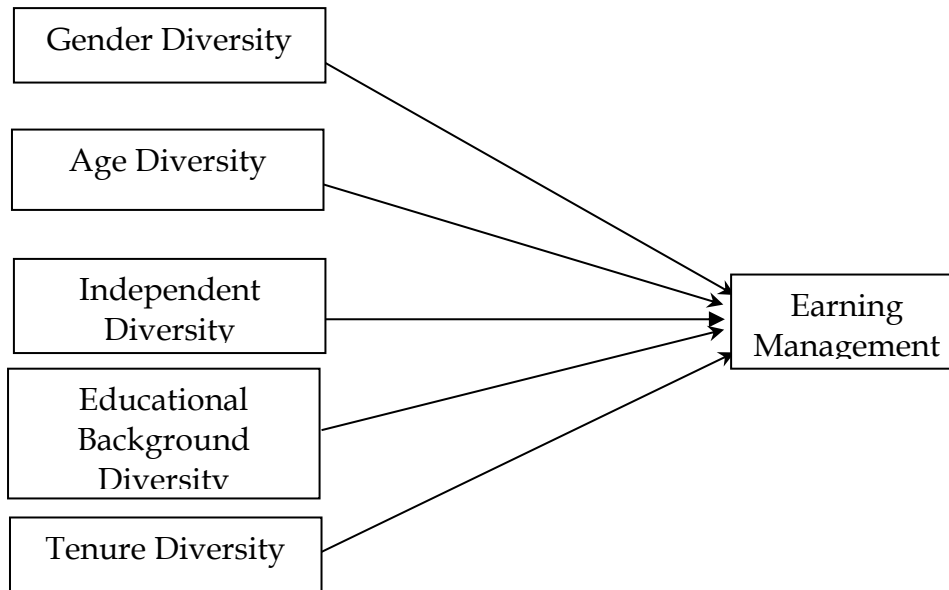 Gender Diversity
Age Diversity
Independent
Diversity
Educational
Background
Diversity
Tenure Diversity
Earning
Management